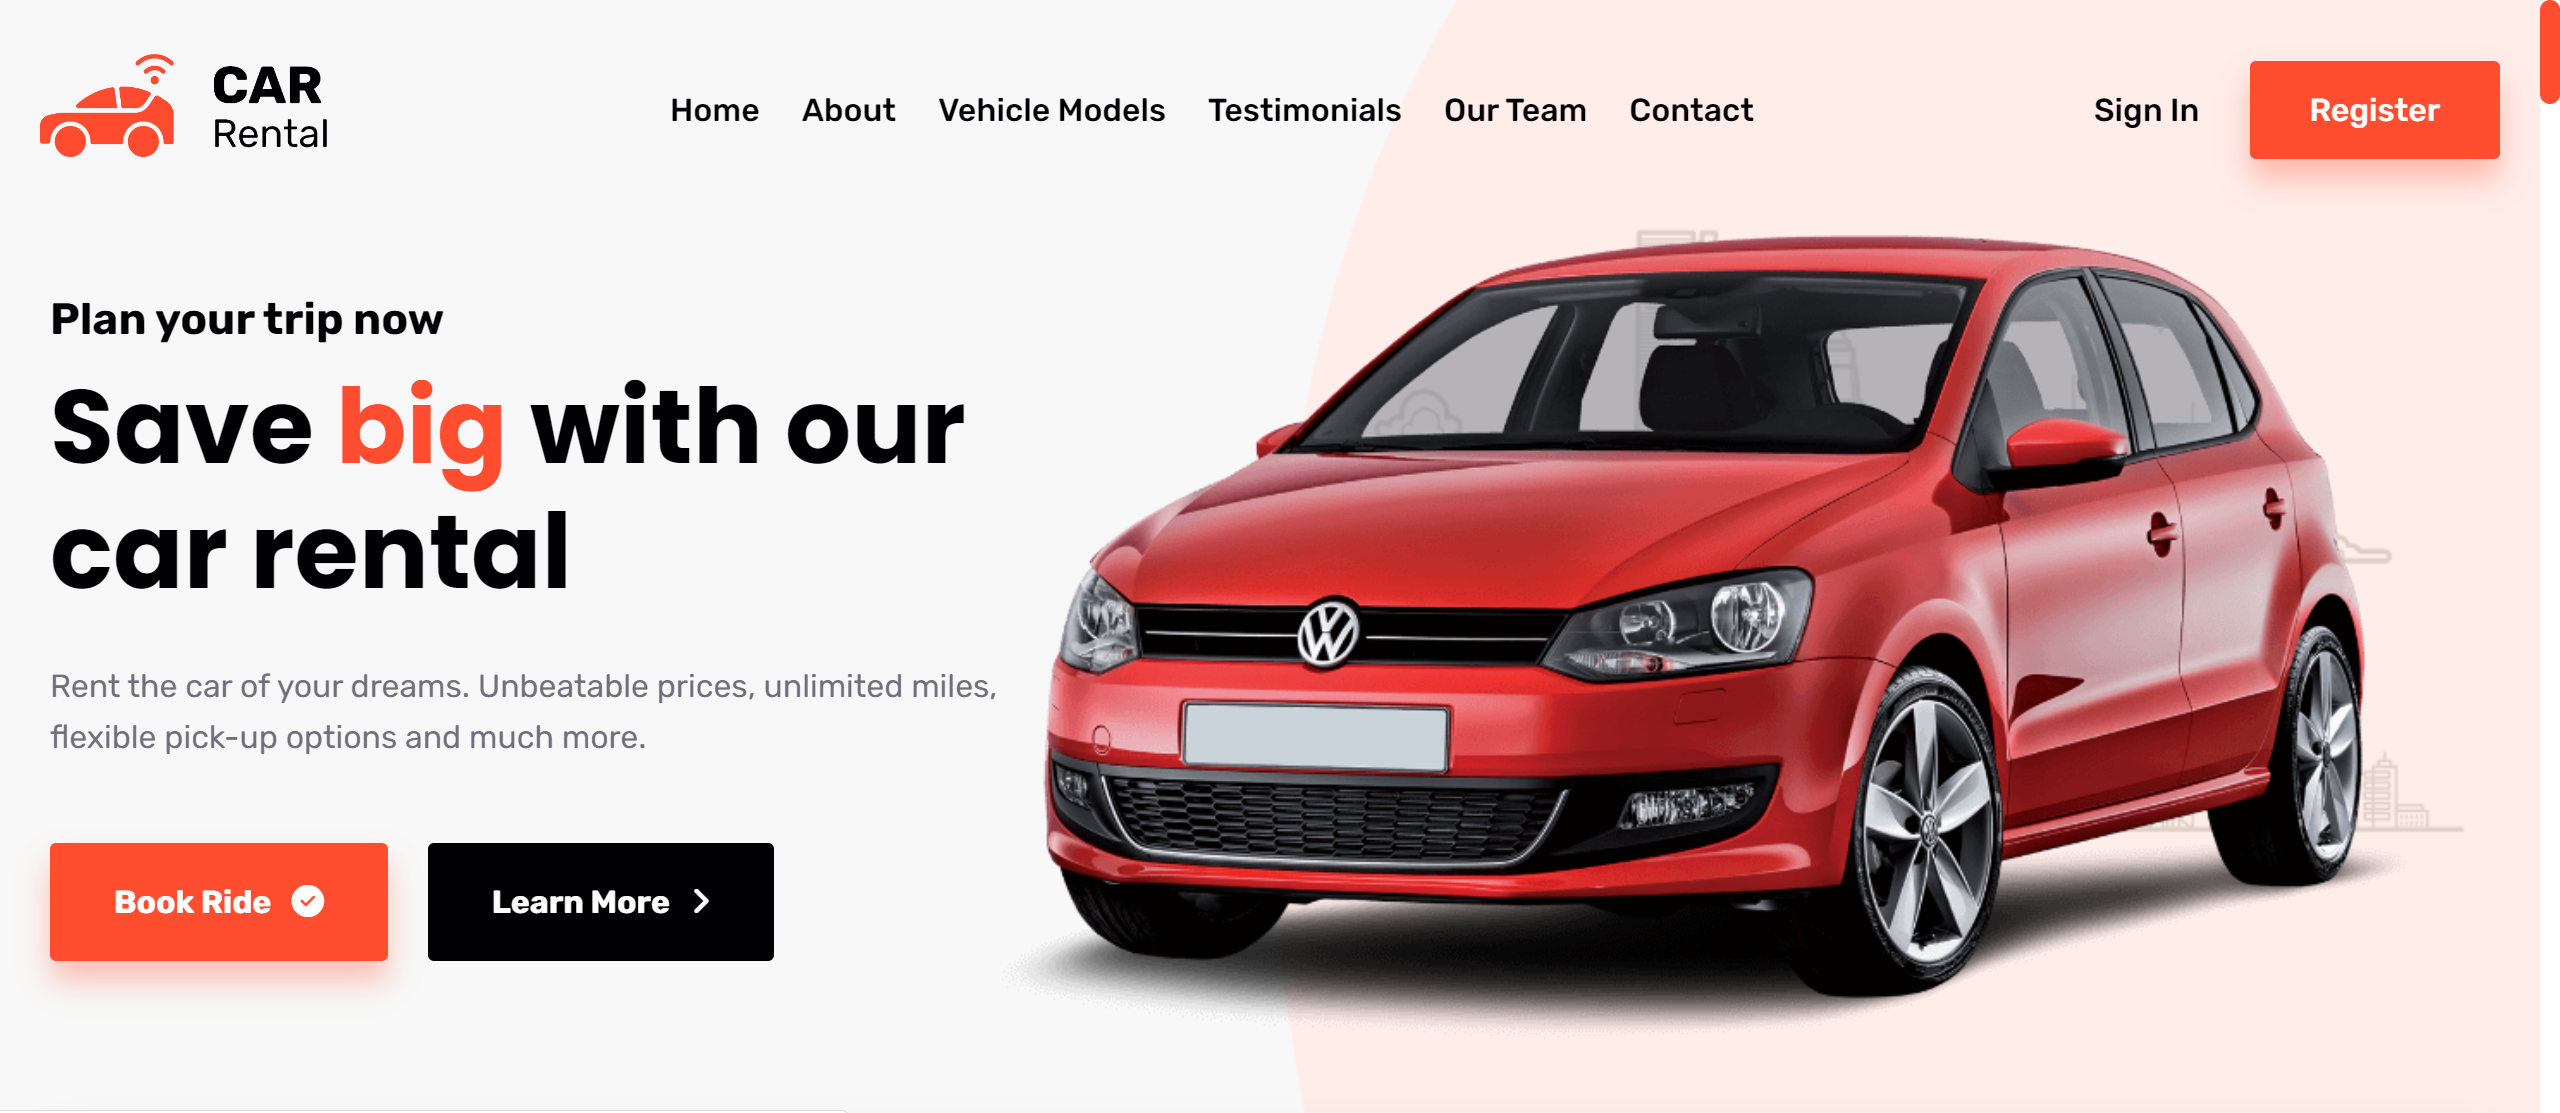 CAR
Rental
Home
About
Vehicle Models
Testimonials
Our Team
Contact
Sign In
Register
Plan your trip now
Save big with our
car rental
Rent the car of your dreams. Unbeatable prices, unlimited miles,
flexible pick-up options and much more.
Book Ride
Learn More